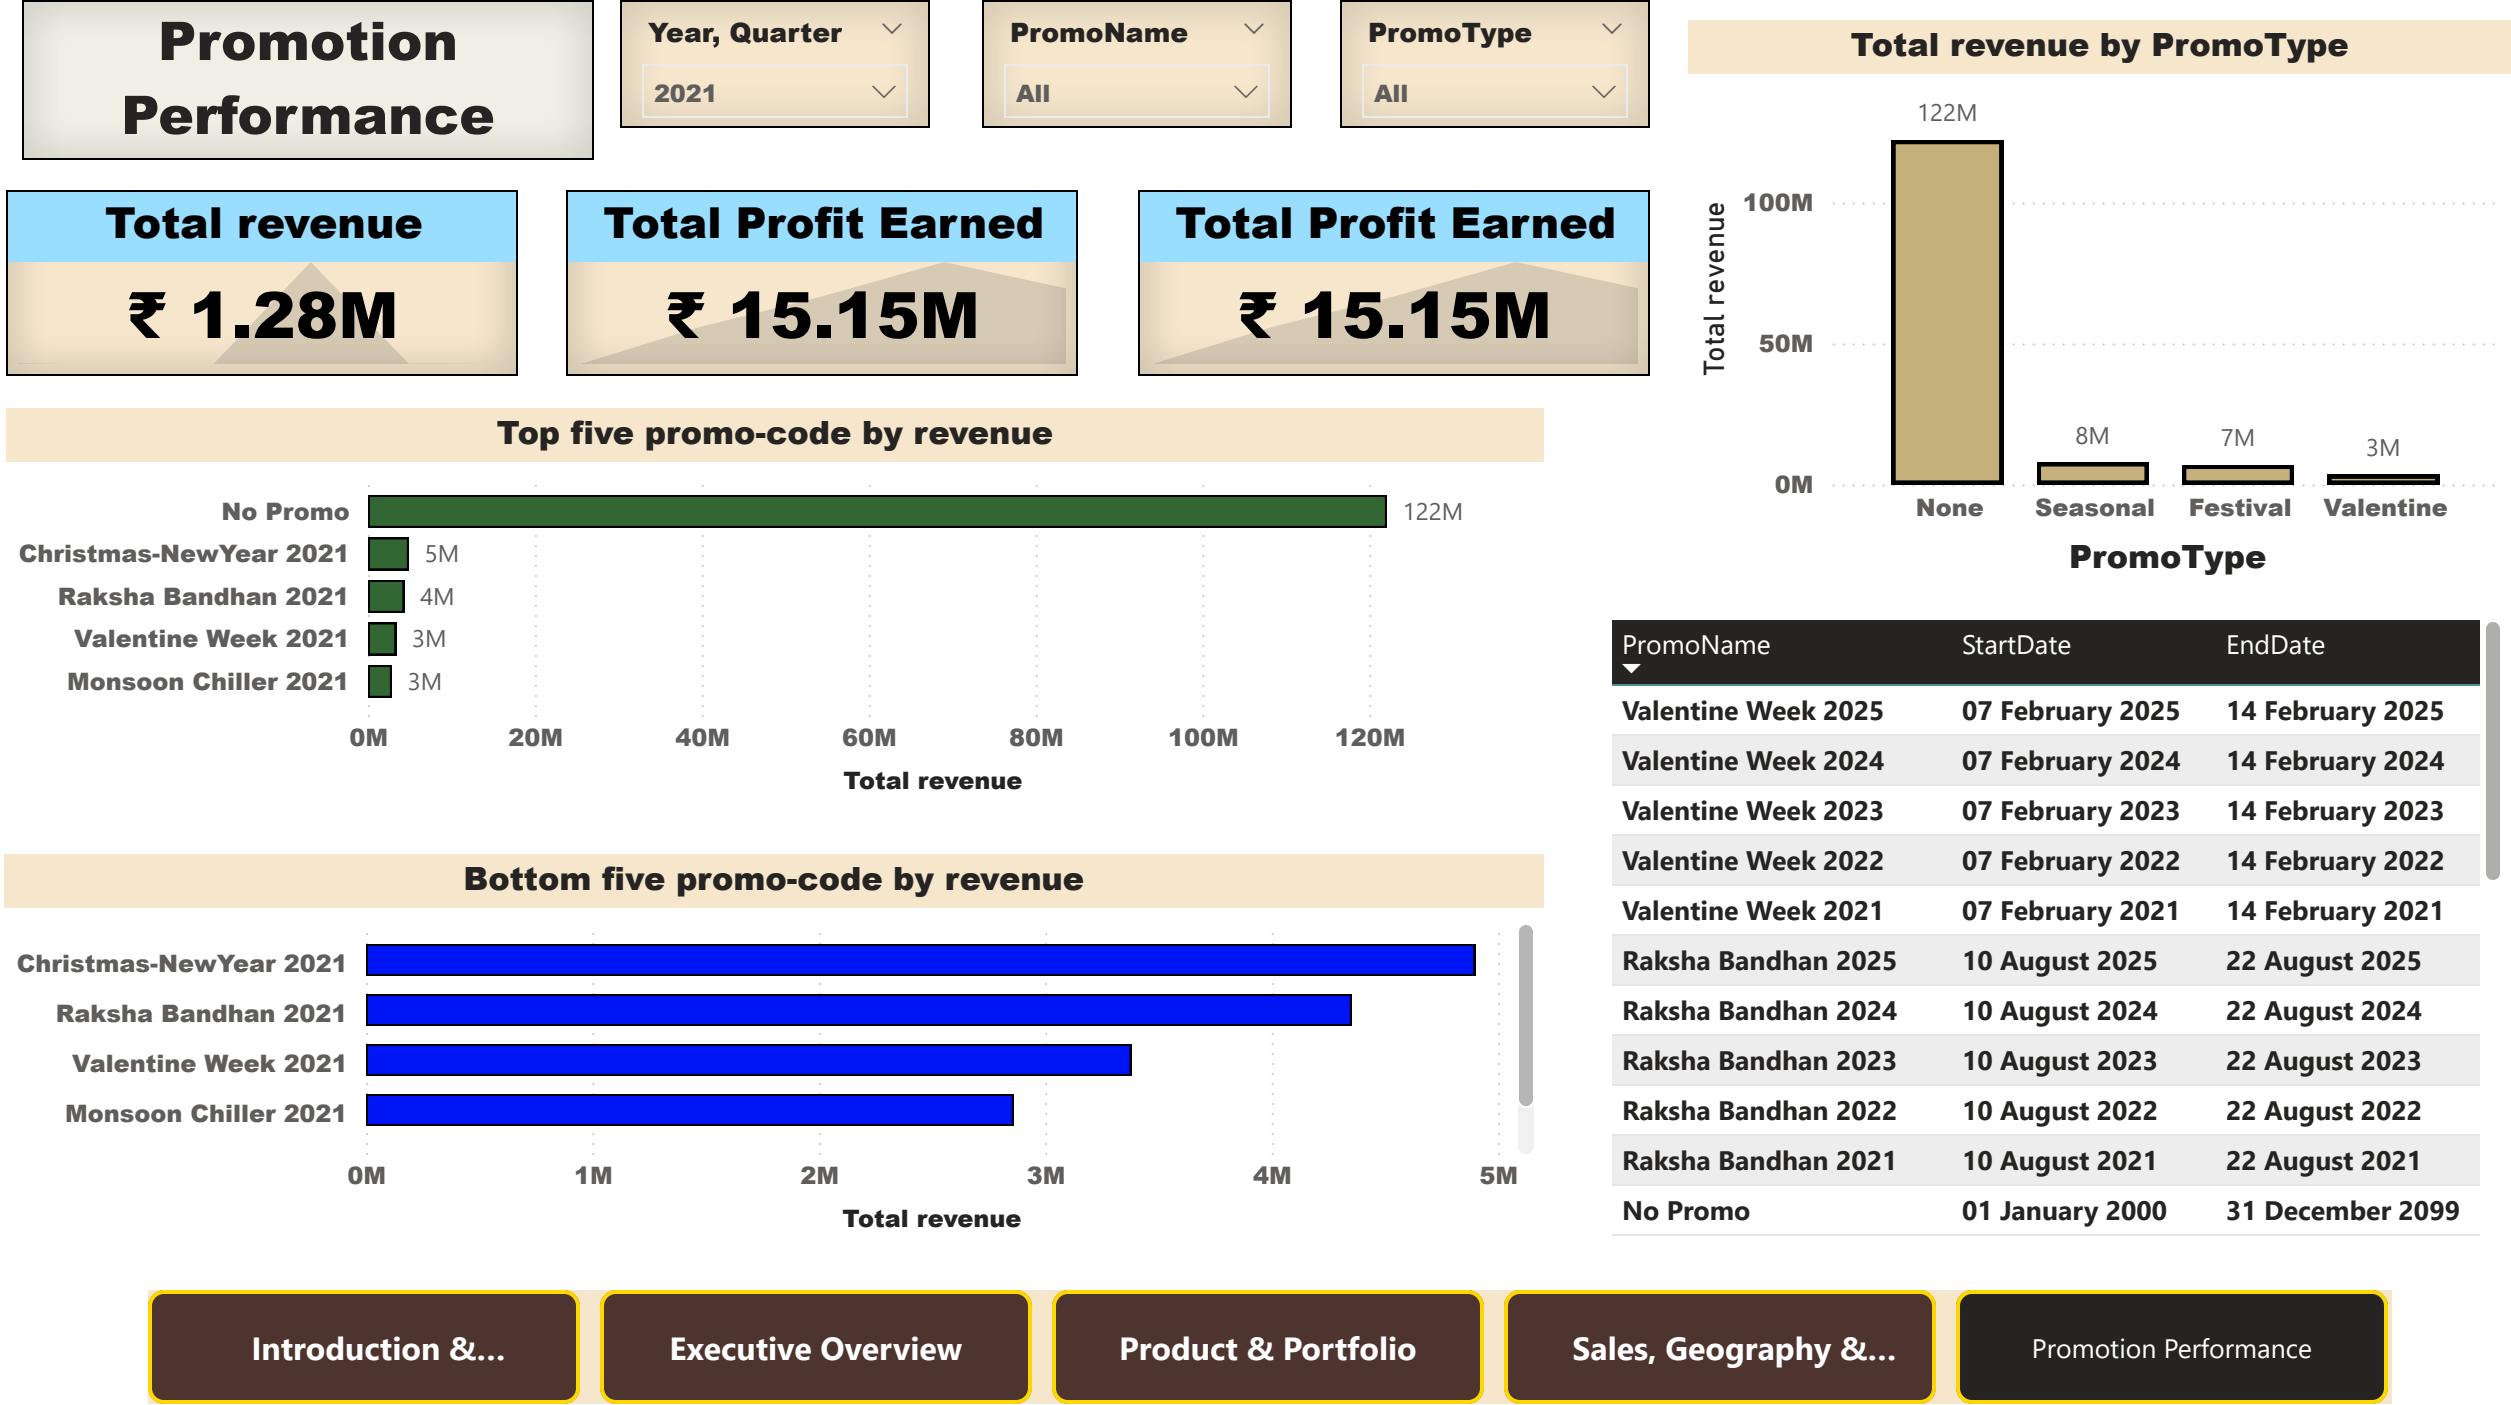 Promotion
Performance
Year, Quarter
2021
PromoName
All
PromoType
All
Total revenue
₹ 1.28M
Total Profit Earned
₹ 15.15M
Total Profit Earned
₹ 15.15M
Total revenue by PromoType
Total revenue
100M
50M
0M
122M
8M
7M
3M
None
Seasonal
Festival
Valentine
PromoType
Top five promo-code by revenue
No Promo 122M
Christmas-NewYear 2021 5M
Raksha Bandhan 2021 4M
Valentine Week 2021 3M
Monsoon Chiller 2021 3M
0M 20M 40M 60M 80M 100M 120M
Total revenue
Bottom five promo-code by revenue
Christmas-NewYear 2021
Raksha Bandhan 2021
Valentine Week 2021
Monsoon Chiller 2021
0M 1M 2M 3M 4M 5M
Total revenue
PromoName StartDate EndDate
Valentine Week 2025 07 February 2025 14 February 2025
Valentine Week 2024 07 February 2024 14 February 2024
Valentine Week 2023 07 February 2023 14 February 2023
Valentine Week 2022 07 February 2022 14 February 2022
Valentine Week 2021 07 February 2021 14 February 2021
Raksha Bandhan 2025 10 August 2025 22 August 2025
Raksha Bandhan 2024 10 August 2024 22 August 2024
Raksha Bandhan 2023 10 August 2023 22 August 2023
Raksha Bandhan 2022 10 August 2022 22 August 2022
Raksha Bandhan 2021 10 August 2021 22 August 2021
No Promo 01 January 2000 31 December 2099
Introduction &...
Executive Overview
Product & Portfolio
Sales, Geography &...
Promotion Performance